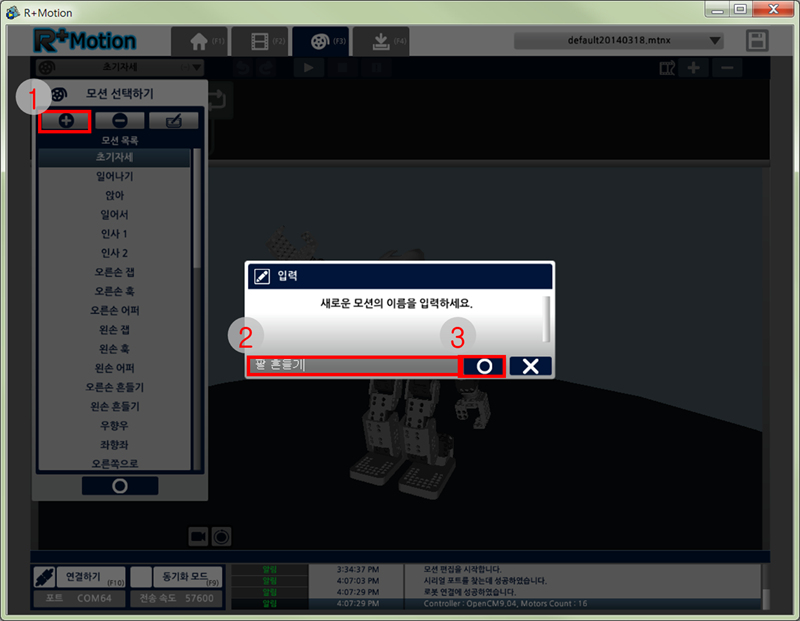 R+Motion
R+Motion
(F1)
(F2)
(F3)
(F4)
default20140318.mtnx
초기자세
1
모션 선택하기
모션 목록
초기자세
일어나기
앉아
일어서
인사 1
인사 2
오른손 잽
오른손 훅
오른손 어퍼
왼손 잽
왼손 훅
왼손 어퍼
오른손 흔들기
왼손 흔들기
우향우
좌향좌
오른쪽으로
입력
새로운 모션의 이름을 입력하세요.
2
3
팔 흔들기
연결하기 (F10)
동기화 모드 (F9)
포트 COM64
전송 속도 57600
알림 3:34:37 PM 모션 편집을 시작합니다.
알림 4:07:03 PM 시리얼 포트를 찾는데 성공하였습니다.
알림 4:07:29 PM 로봇 연결에 성공하였습니다.
알림 4:07:29 PM Controller : OpenCM9.04, Motors Count : 16